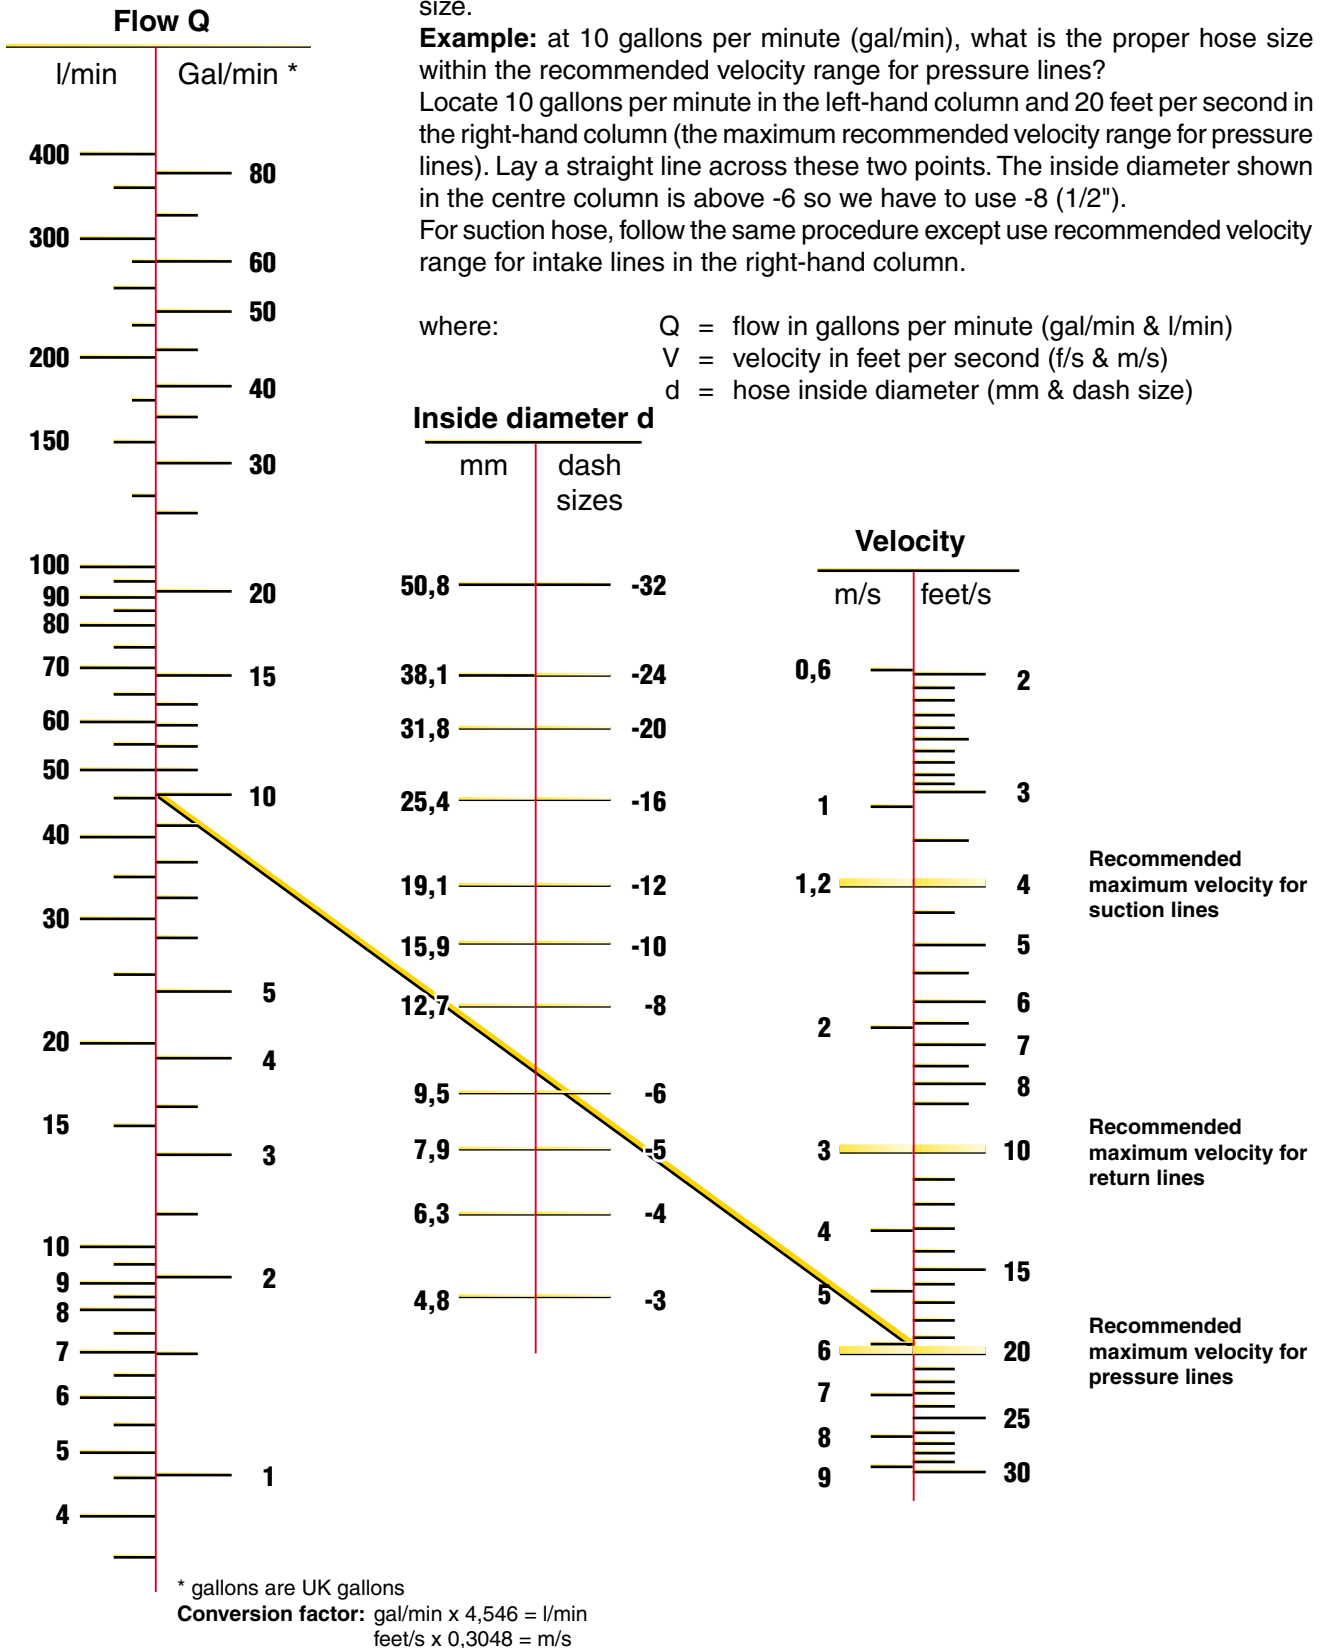 size.
Example: at 10 gallons per minute (gal/min), what is the proper hose size
within the recommended velocity range for pressure lines?
Locate 10 gallons per minute in the left-hand column and 20 feet per second in
the right-hand column (the maximum recommended velocity range for pressure
lines). Lay a straight line across these two points. The inside diameter shown
in the centre column is above -6 so we have to use -8 (1/2").
For suction hose, follow the same procedure except use recommended velocity
range for intake lines in the right-hand column.
where: Q = flow in gallons per minute (gal/min & l/min)
V = velocity in feet per second (f/s & m/s)
d = hose inside diameter (mm & dash size)
Flow Q
l/min Gal/min *
400
80
300
60
50
200
40
150
30
100
20
90
80
70
15
60
50
10
40
30
5
20
4
15
3
10
2
9
8
7
6
5
1
4
Inside diameter d
mm dash
sizes
50,8 -32
38,1 -24
31,8 -20
25,4 -16
19,1 -12
15,9 -10
12,7 -8
9,5 -6
7,9 -5
6,3 -4
4,8 -3
Velocity
m/s feet/s
0,6 2
3
1
1,2 4
Recommended
maximum velocity for
suction lines
5
6
2
7
8
3 10
Recommended
maximum velocity for
return lines
4
15
5
6 20
Recommended
maximum velocity for
pressure lines
7
25
8
9 30
* gallons are UK gallons
Conversion factor: gal/min x 4,546 = l/min
feet/s x 0,3048 = m/s